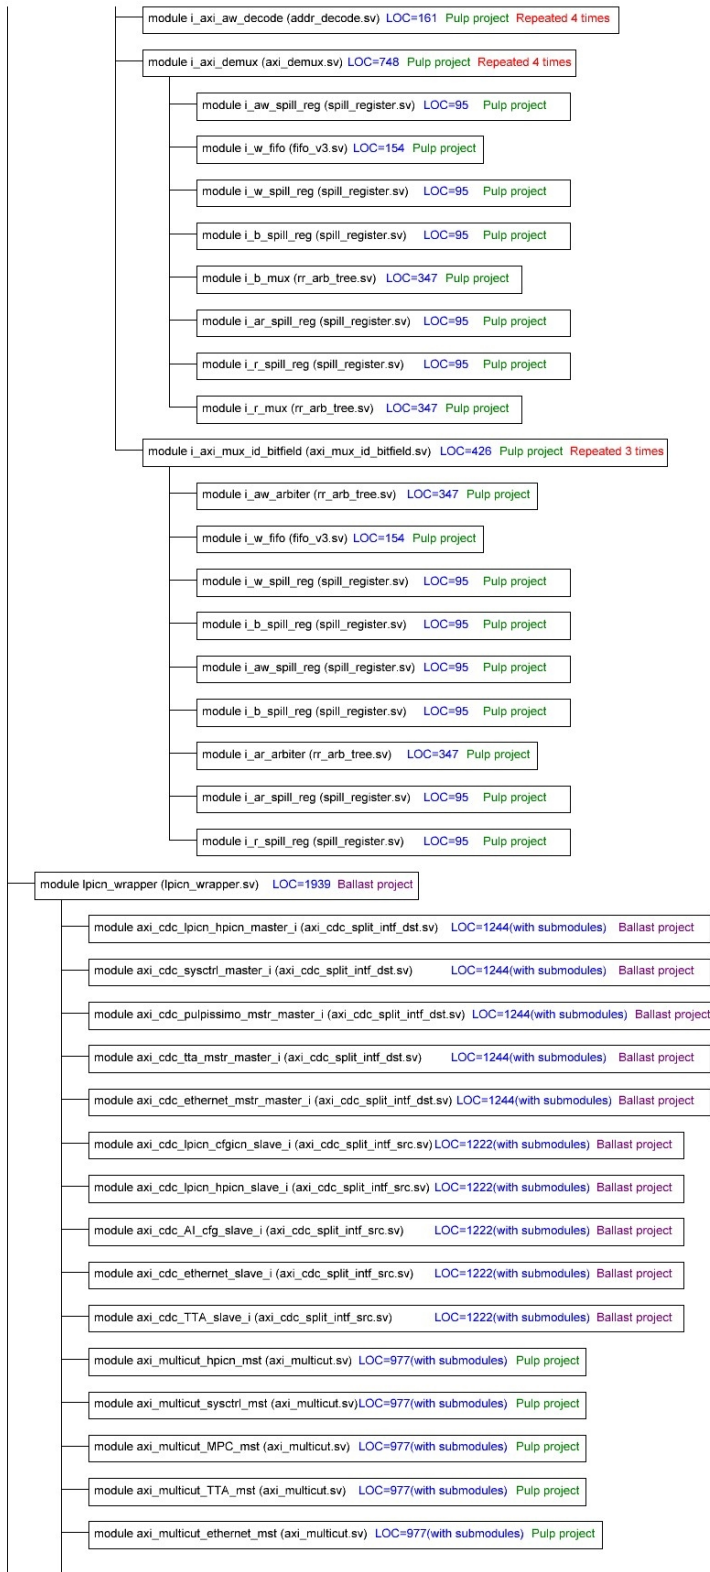 module i_axi_aw_decode (addr_decode.sv) LOC=161 Pulp project Repeated 4 times
module i_axi_demux (axi_demux.sv) LOC=748 Pulp project Repeated 4 times
module i_aw_spill_reg (spill_register.sv) LOC=95 Pulp project
module i_w_fifo (fifo_v3.sv) LOC=154 Pulp project
module i_w_spill_reg (spill_register.sv) LOC=95 Pulp project
module i_b_spill_reg (spill_register.sv) LOC=95 Pulp project
module i_b_mux (rr_arb_tree.sv) LOC=347 Pulp project
module i_ar_spill_reg (spill_register.sv) LOC=95 Pulp project
module i_r_spill_reg (spill_register.sv) LOC=95 Pulp project
module i_r_mux (rr_arb_tree.sv) LOC=347 Pulp project
module i_axi_mux_id_bitfield (axi_mux_id_bitfield.sv) LOC=426 Pulp project Repeated 3 times
module i_aw_arbiter (rr_arb_tree.sv) LOC=347 Pulp project
module i_w_fifo (fifo_v3.sv) LOC=154 Pulp project
module i_w_spill_reg (spill_register.sv) LOC=95 Pulp project
module i_b_spill_reg (spill_register.sv) LOC=95 Pulp project
module i_aw_spill_reg (spill_register.sv) LOC=95 Pulp project
module i_b_spill_reg (spill_register.sv) LOC=95 Pulp project
module i_ar_arbiter (rr_arb_tree.sv) LOC=347 Pulp project
module i_ar_spill_reg (spill_register.sv) LOC=95 Pulp project
module i_r_spill_reg (spill_register.sv) LOC=95 Pulp project
module lpicn_wrapper (lpicn_wrapper.sv) LOC=1939 Ballast project
module axi_cdc_lpicn_hpicn_master_i (axi_cdc_split_intf_dst.sv) LOC=1244(with submodules) Ballast project
module axi_cdc_sysctrl_master_i (axi_cdc_split_intf_dst.sv) LOC=1244(with submodules) Ballast project
module axi_cdc_pulpissimo_mstr_master_i (axi_cdc_split_intf_dst.sv) LOC=1244(with submodules) Ballast project
module axi_cdc_tta_mstr_master_i (axi_cdc_split_intf_dst.sv) LOC=1244(with submodules) Ballast project
module axi_cdc_ethernet_mstr_master_i (axi_cdc_split_intf_dst.sv) LOC=1244(with submodules) Ballast project
module axi_cdc_lpicn_cfgicn_slave_i (axi_cdc_split_intf_src.sv) LOC=1222(with submodules) Ballast project
module axi_cdc_lpicn_hpicn_slave_i (axi_cdc_split_intf_src.sv) LOC=1222(with submodules) Ballast project
module axi_cdc_AI_cfg_slave_i (axi_cdc_split_intf_src.sv) LOC=1222(with submodules) Ballast project
module axi_cdc_ethernet_slave_i (axi_cdc_split_intf_src.sv) LOC=1222(with submodules) Ballast project
module axi_cdc_TTA_slave_i (axi_cdc_split_intf_src.sv) LOC=1222(with submodules) Ballast project
module axi_multicut_hpicn_mst (axi_multicut.sv) LOC=977(with submodules) Pulp project
module axi_multicut_sysctrl_mst (axi_multicut.sv) LOC=977(with submodules) Pulp project
module axi_multicut_MPC_mst (axi_multicut.sv) LOC=977(with submodules) Pulp project
module axi_multicut_TTA_mst (axi_multicut.sv) LOC=977(with submodules) Pulp project
module axi_multicut_ethernet_mst (axi_multicut.sv) LOC=977(with submodules) Pulp project